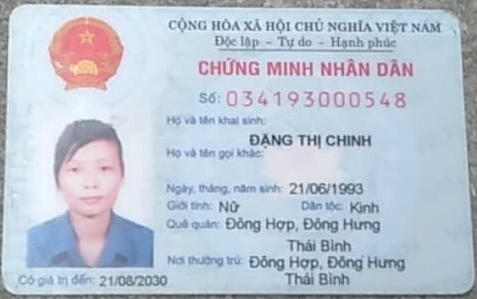 CỘNG HÒA XÃ HỘI CHỦ NGHĨA VIỆT NAM
Độc lập - Tự do - Hạnh phúc
CHỨNG MINH NHÂN DÂN
Số: 034193000548
Họ và tên khai sinh:
ĐẶNG THỊ CHINH
Họ và tên gọi khác:
Ngày, tháng, năm sinh: 21/06/1993
Giới tính: Nữ Dân tộc: Kinh
Quê quán: Đông Hợp, Đông Hưng
Thái Bình
Nơi thường trú: Đông Hợp, Đông Hưng
Thái Bình
Có giá trị đến: 21/08/2030